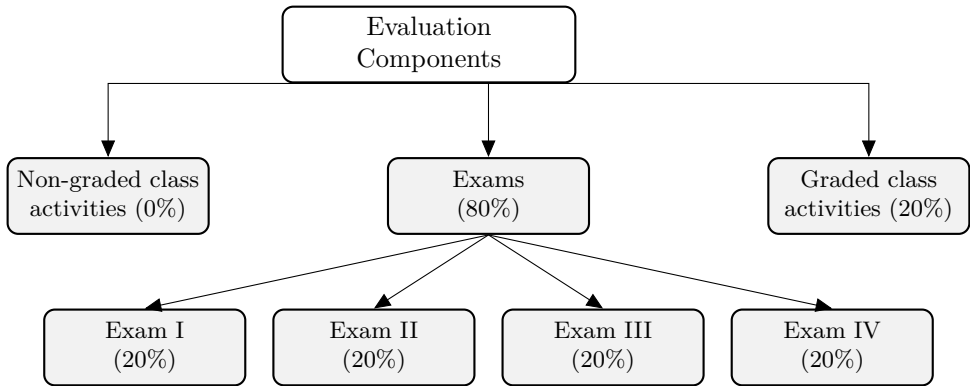 Evaluation
Components
Non-graded class
activities (0%)
Exams
(80%)
Graded class
activities (20%)
Exam I
(20%)
Exam II
(20%)
Exam III
(20%)
Exam IV
(20%)